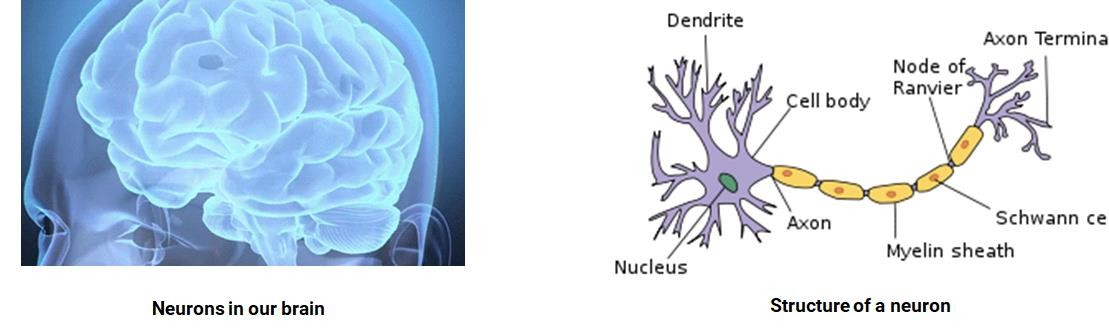 Dendrite
Axon Termina
Node of
Ranvier
Cell body
Axon
Schwann ce
Myelin sheath
Nucleus
Neurons in our brain
Structure of a neuron